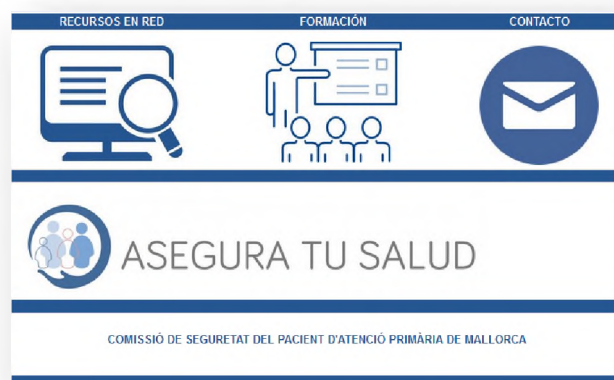 RECURSOS EN RED
FORMACIÓN
CONTACTO
ASEGURA TU SALUD
COMISSIÓ DE SEGURETAT DEL PACIENT D'ATENCIÓ PRIMÀRIA DE MALLORCA